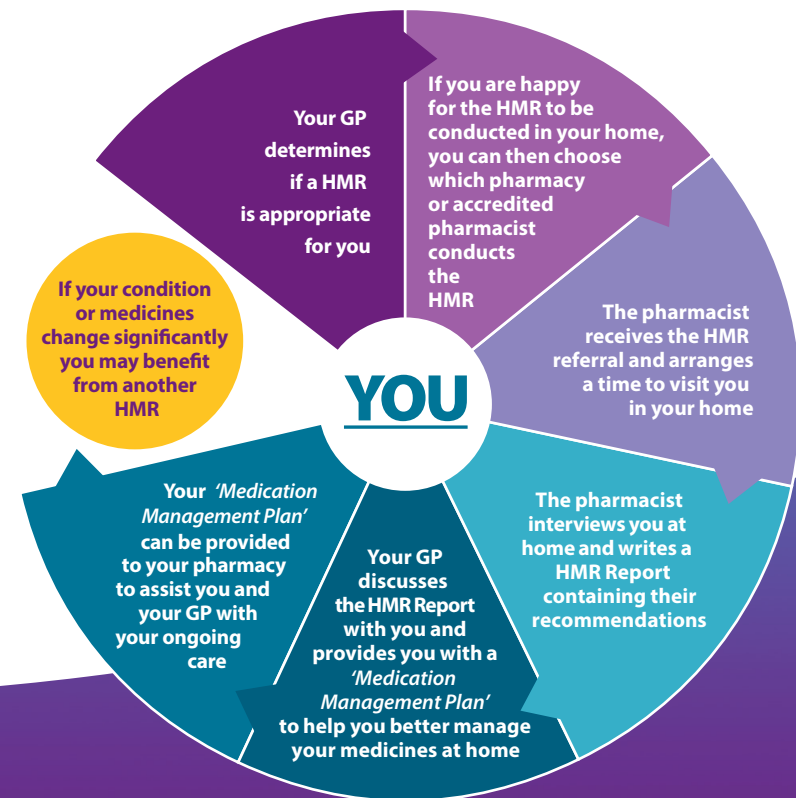 Your GP
determines
if a HMR
is appropriate
for you
If you are happy
for the HMR to be
conducted in your home,
you can then choose
which pharmacy
or accredited
pharmacist
conducts
the
HMR
The pharmacist
receives the HMR
referral and arranges
a time to visit you
in your home
The pharmacist
interviews you at
home and writes a
HMR Report
containing their
recommendations
Your GP
discusses
the HMR Report
with you and
provides you with a
‘Medication
Management Plan’
to help you better manage
your medicines at home
Your ‘Medication
Management Plan’
can be provided
to your pharmacy
to assist you and
your GP with
your ongoing
care
If your condition
or medicines
change significantly
you may benefit
from another
HMR
YOU